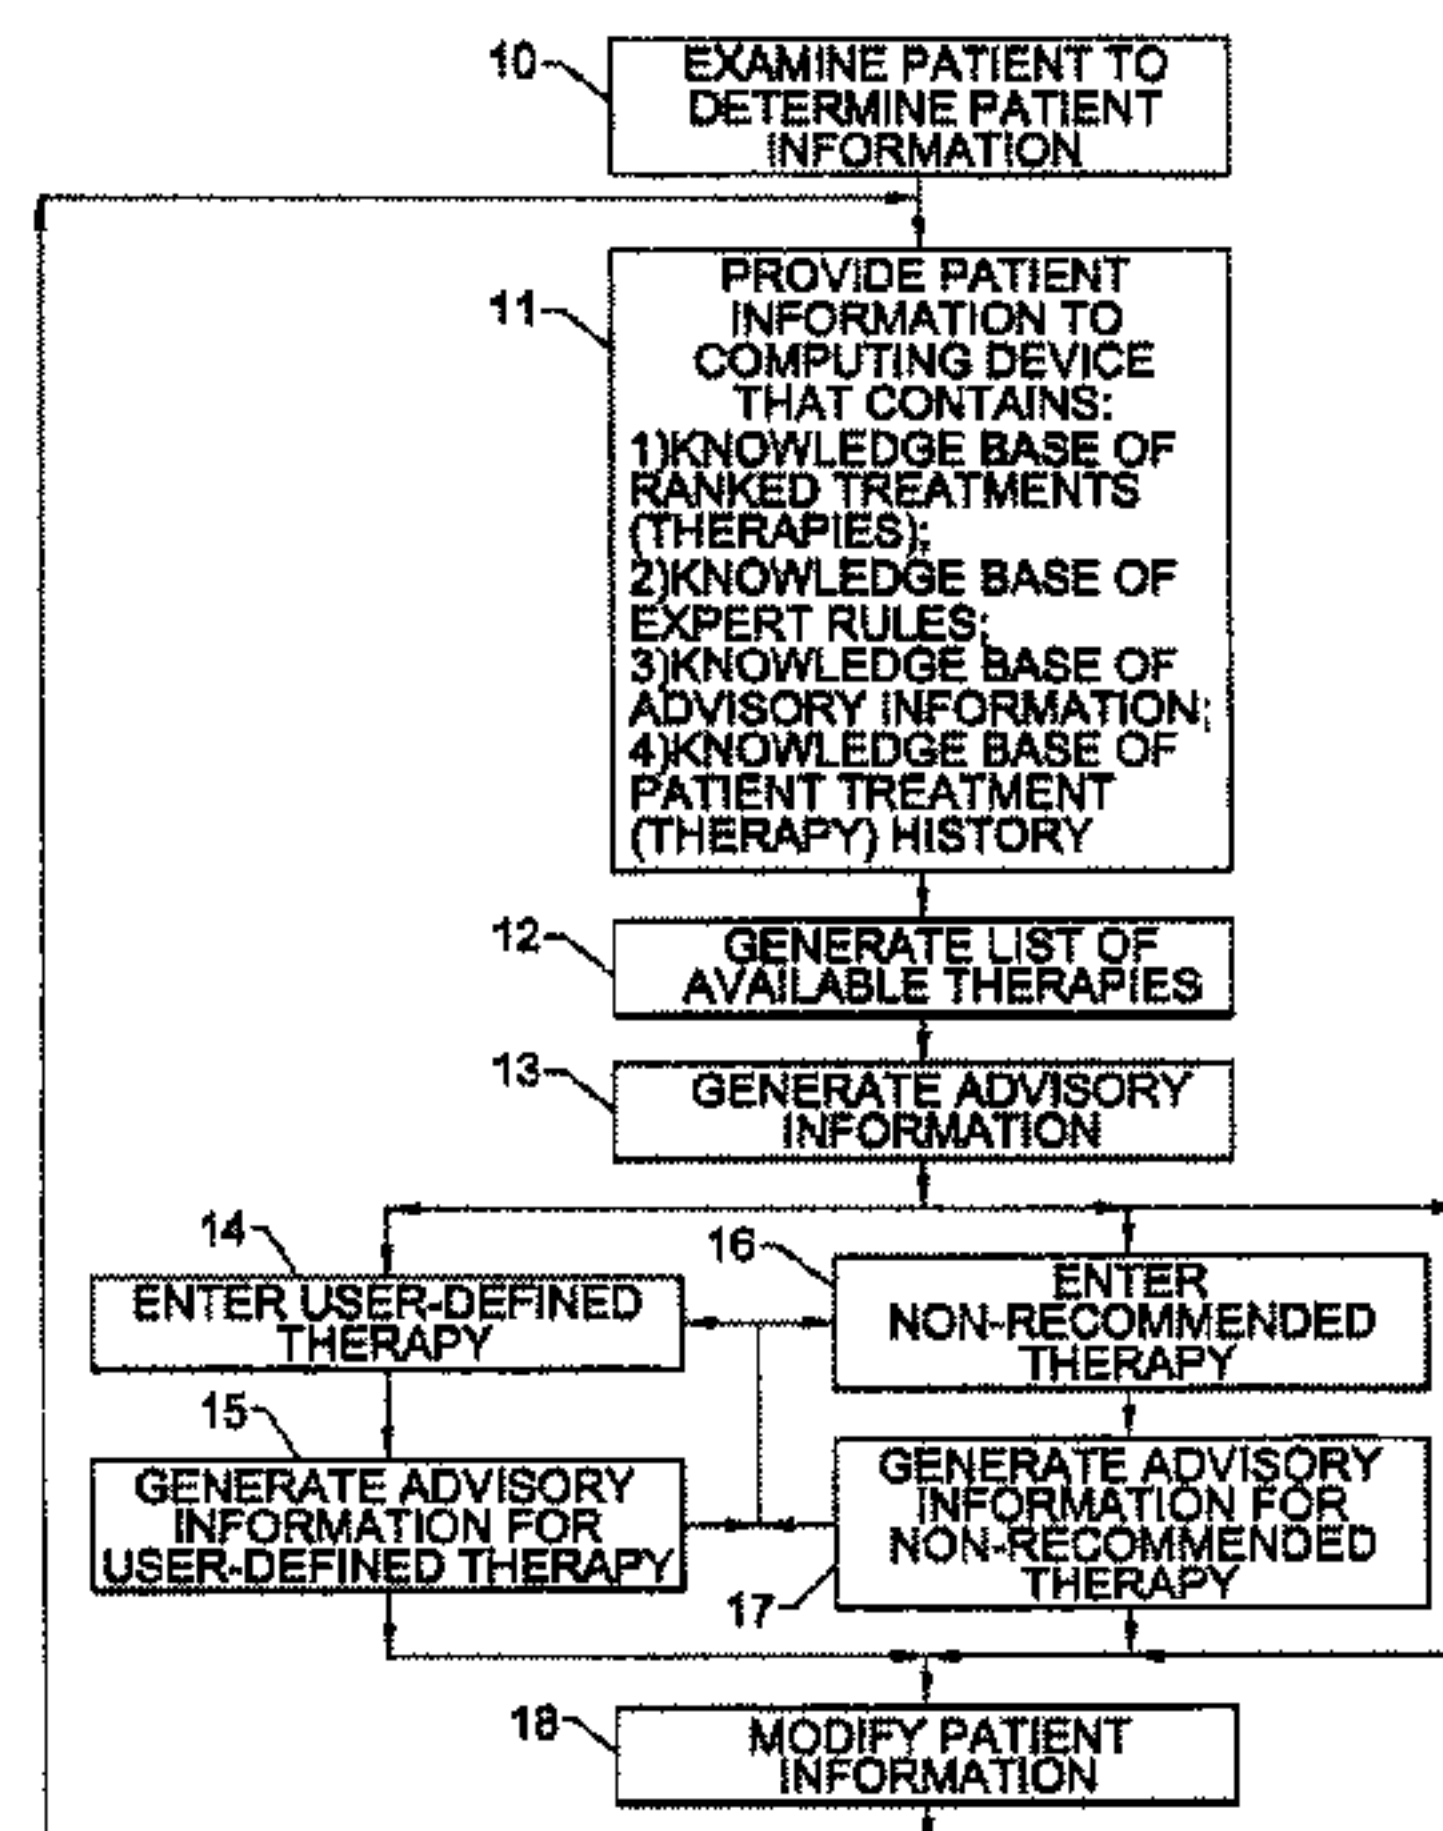 10
EXAMINE PATIENT TO
DETERMINE PATIENT
INFORMATION
11
PROVIDE PATIENT
INFORMATION TO
COMPUTING DEVICE
THAT CONTAINS:
1)KNOWLEDGE BASE OF
RANKED TREATMENTS
(THERAPIES);
2)KNOWLEDGE BASE OF
EXPERT RULES;
3)KNOWLEDGE BASE OF
ADVISORY INFORMATION;
4)KNOWLEDGE BASE OF
PATIENT TREATMENT
(THERAPY) HISTORY
12
GENERATE LIST OF
AVAILABLE THERAPIES
13
GENERATE ADVISORY
INFORMATION
14
ENTER USER-DEFINED
THERAPY
16
ENTER
NON-RECOMMENDED
THERAPY
15
GENERATE ADVISORY
INFORMATION FOR
USER-DEFINED THERAPY
17
GENERATE ADVISORY
INFORMATION FOR
NON-RECOMMENDED
THERAPY
18
MODIFY PATIENT
INFORMATION